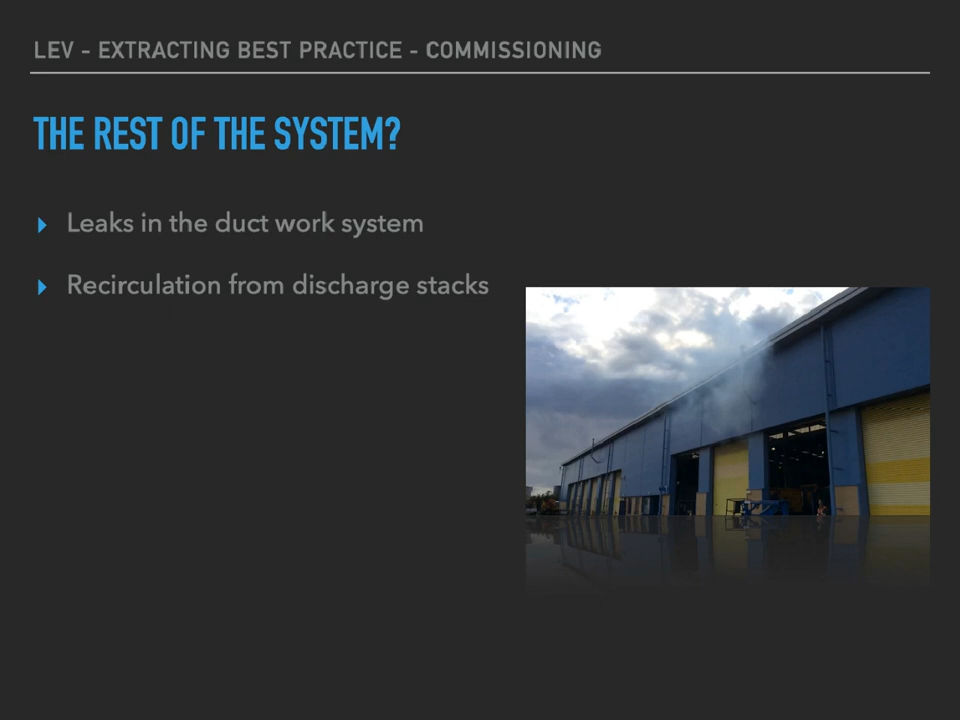 LEV - EXTRACTING BEST PRACTICE - COMMISSIONING
THE REST OF THE SYSTEM?
Leaks in the duct work system
Recirculation from discharge stacks